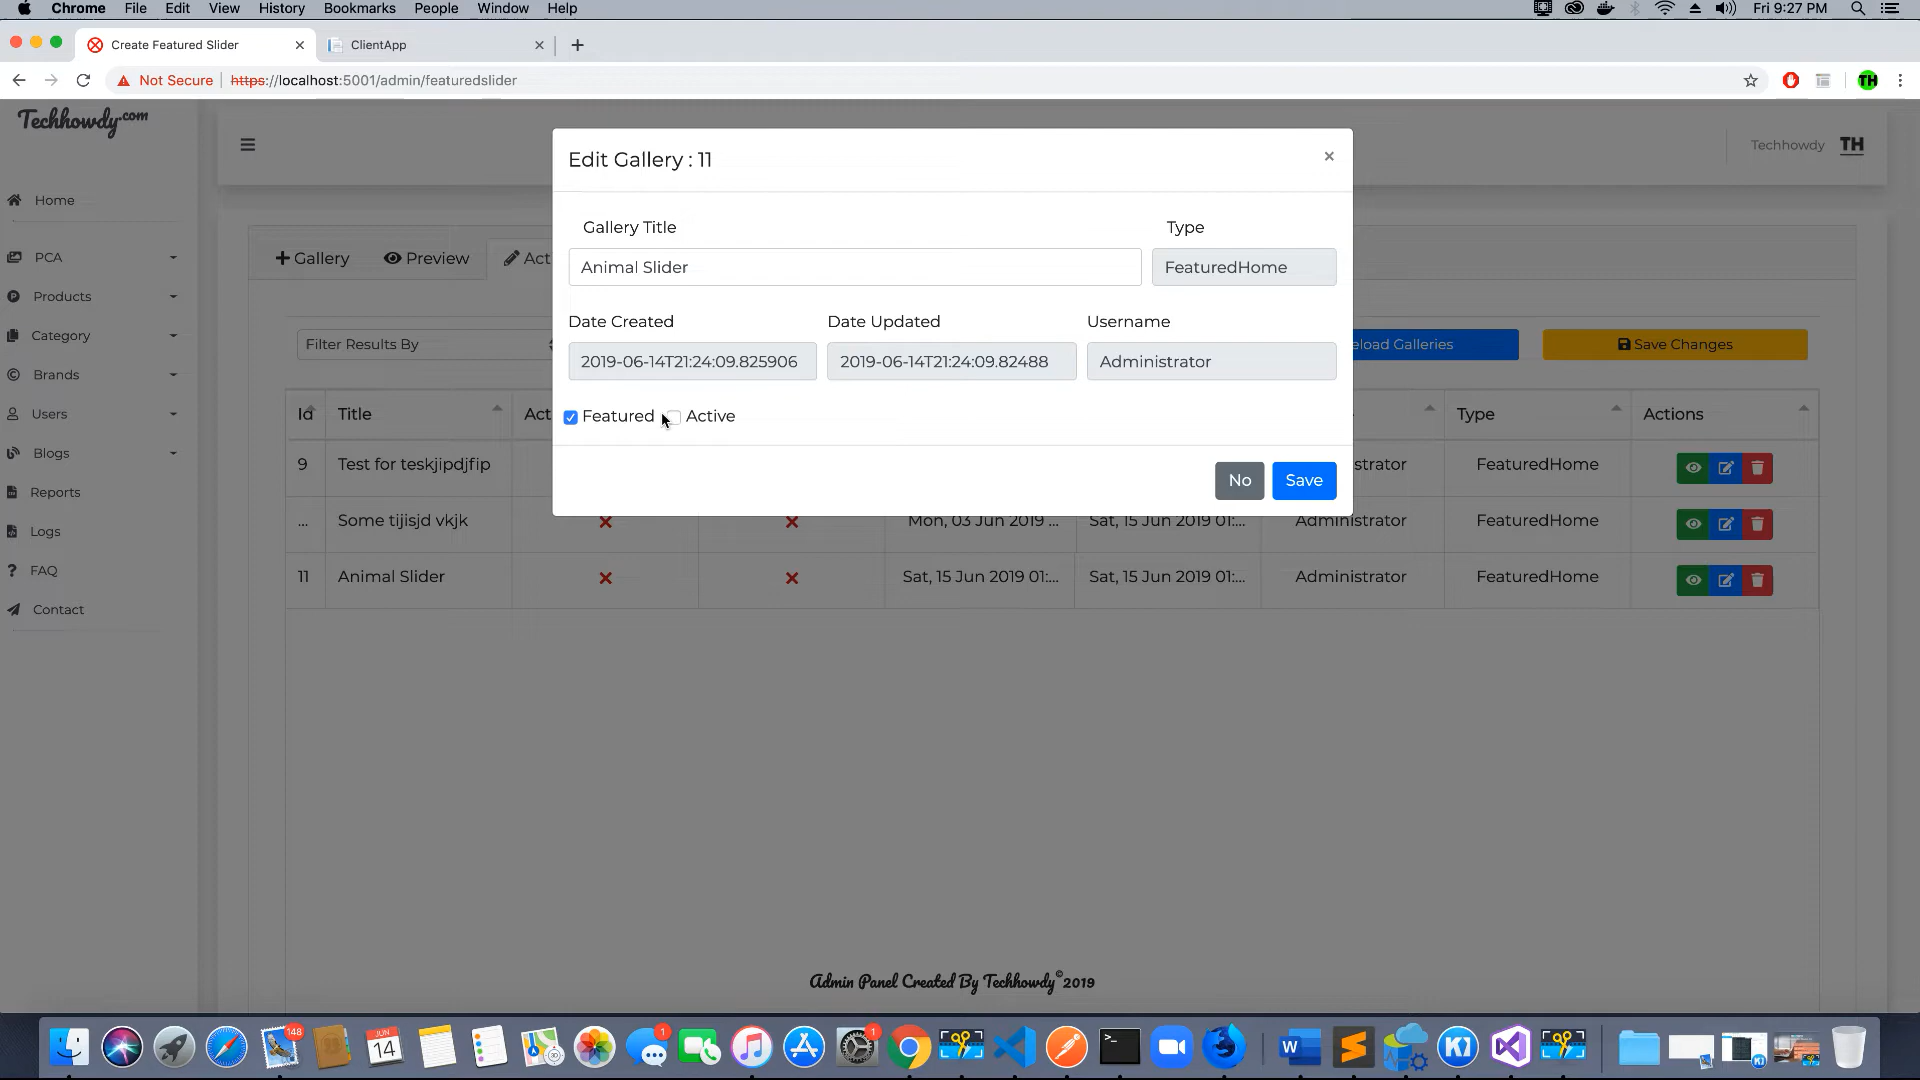 Chrome File Edit View History Bookmarks People Window Help Fri 9:27 PM
Create Featured Slider ClientApp
Not Secure https://localhost:5001/admin/featuredslider TH
Techhowdy.com
Techhowdy TH
Home
PCA
Products
Category
Brands
Users
Blogs
Reports
Logs
FAQ
Contact
Gallery Preview Act
Edit Gallery : 11
Gallery Title Type
Animal Slider FeaturedHome
Date Created Date Updated Username
2019-06-14T21:24:09.825906 2019-06-14T21:24:09.82488 Administrator
Featured Active
No Save
Filter Results By eload Galleries Save Changes
Id Title Act Type Actions
9 Test for teskjipdjfip strator FeaturedHome
... Some tijisjd vkjk Mon, 03 Jun 2019 ... Sat, 15 Jun 2019 01:... Administrator FeaturedHome
11 Animal Slider Sat, 15 Jun 2019 01:... Sat, 15 Jun 2019 01:... Administrator FeaturedHome
Admin Panel Created By Techhowdy©2019
148 JUN 14 1 1